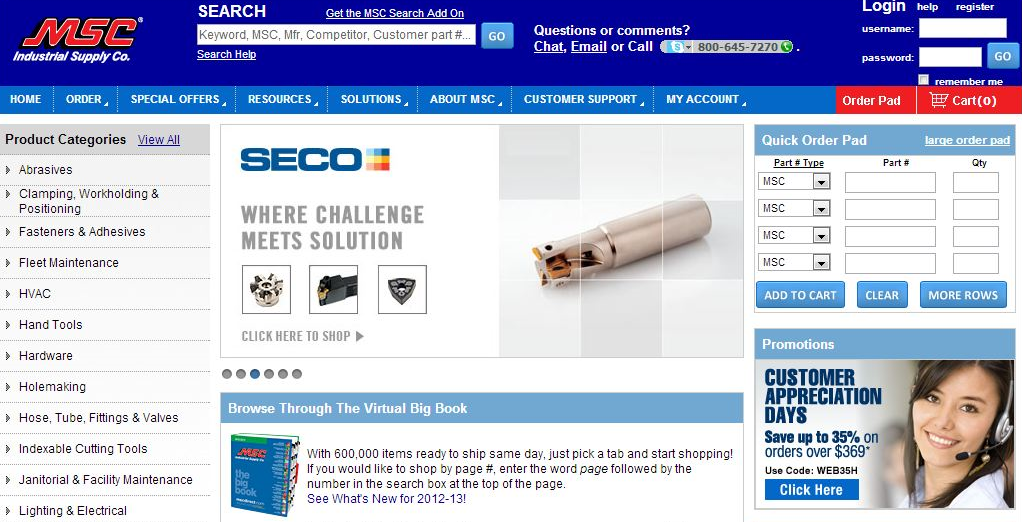 MSC®
Industrial Supply Co.
SEARCH
Get the MSC Search Add On
Keyword, MSC, Mfr, Competitor, Customer part #...
GO
Search Help
Questions or comments?
Chat, Email or Call 800-645-7270 .
Login
help
register
username:
password:
GO
remember me
HOME
ORDER
SPECIAL OFFERS
RESOURCES
SOLUTIONS
ABOUT MSC
CUSTOMER SUPPORT
MY ACCOUNT
Order Pad
Cart(0)
Product Categories View All
Abrasives
Clamping, Workholding &
Positioning
Fasteners & Adhesives
Fleet Maintenance
HVAC
Hand Tools
Hardware
Holemaking
Hose, Tube, Fittings & Valves
Indexable Cutting Tools
Janitorial & Facility Maintenance
Lighting & Electrical
SECO
WHERE CHALLENGE
MEETS SOLUTION
CLICK HERE TO SHOP
Browse Through The Virtual Big Book
MSC
Industrial Supply Co.
the
big
book
With 600,000 items ready to ship same day, just pick a tab and start shopping!
If you would like to shop by page #, enter the word page followed by the
number in the search box at the top of the page.
See What's New for 2012-13!
Quick Order Pad
large order pad
Part # Type
Part #
Qty
MSC
MSC
MSC
MSC
ADD TO CART
CLEAR
MORE ROWS
Promotions
CUSTOMER
APPRECIATION
DAYS
Save up to 35% on
orders over $369*
Use Code: WEB35H
Click Here